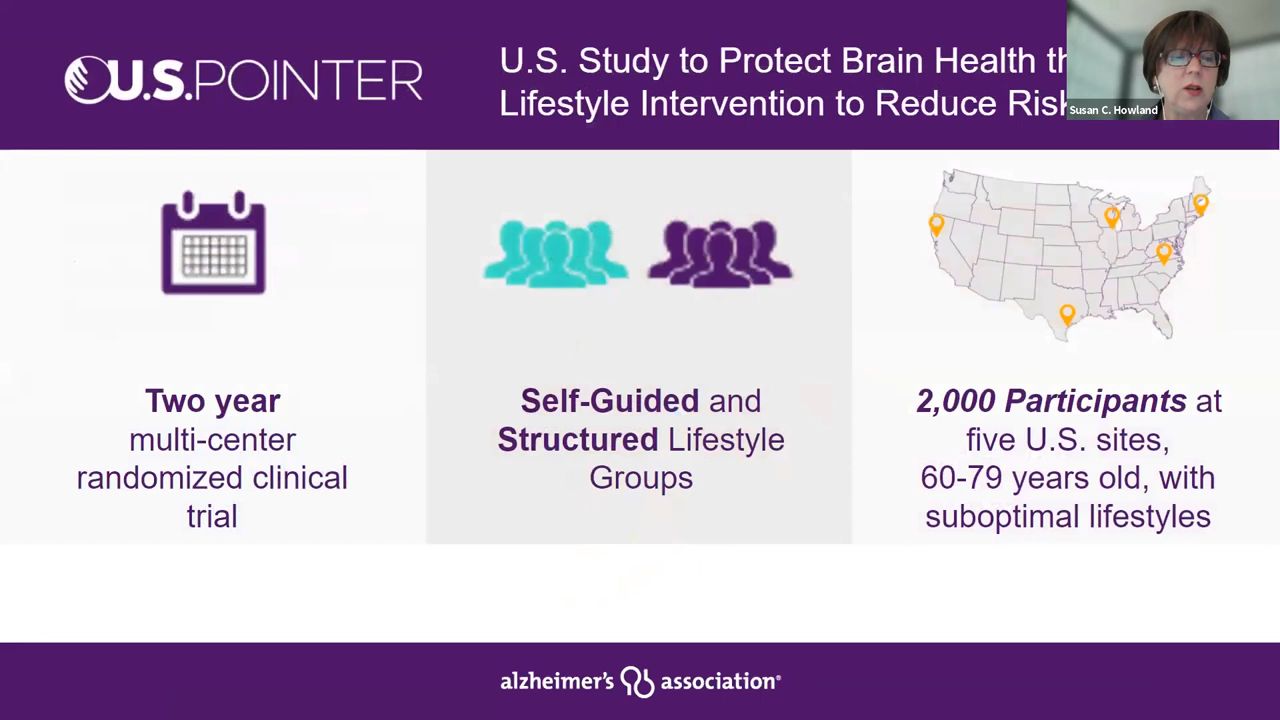 U.S.POINTER
U.S. Study to Protect Brain Health th
Lifestyle Intervention to Reduce Risk
Susan C. Howland
Two year
multi-center
randomized clinical
trial
Self-Guided and
Structured Lifestyle
Groups
2,000 Participants at
five U.S. sites,
60-79 years old, with
suboptimal lifestyles
alzheimer's association®